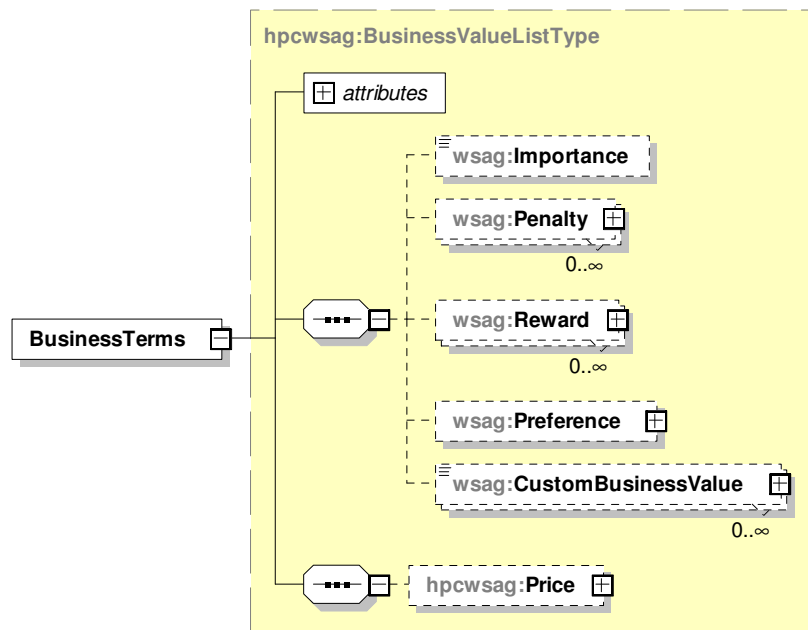 hpcwsag:BusinessValueListType
attributes
wsag:Importance
wsag:Penalty
0..∞
BusinessTerms
wsag:Reward
0..∞
wsag:Preference
wsag:CustomBusinessValue
0..∞
hpcwsag:Price